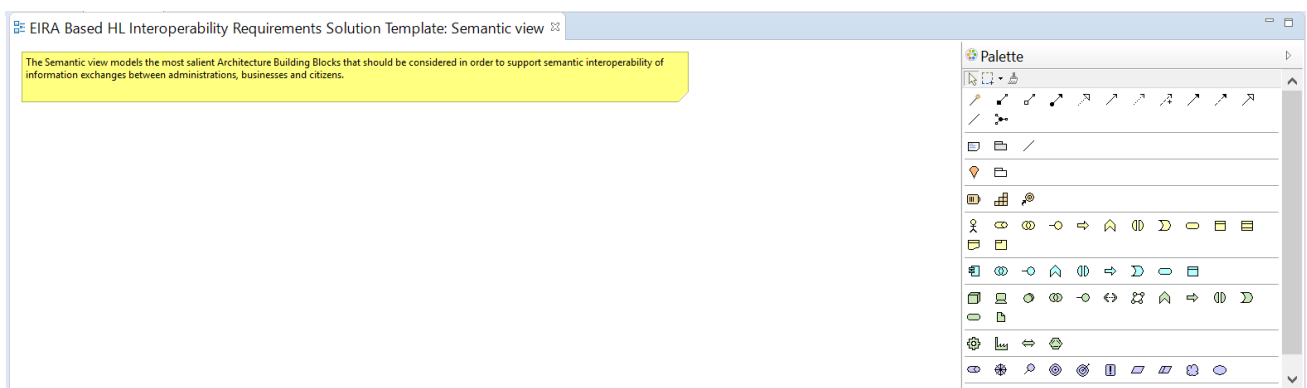 EIRA Based HL Interoperability Requirements Solution Template: Semantic view
The Semantic view models the most salient Architecture Building Blocks that should be considered in order to support semantic interoperability of
information exchanges between administrations, businesses and citizens.
Palette